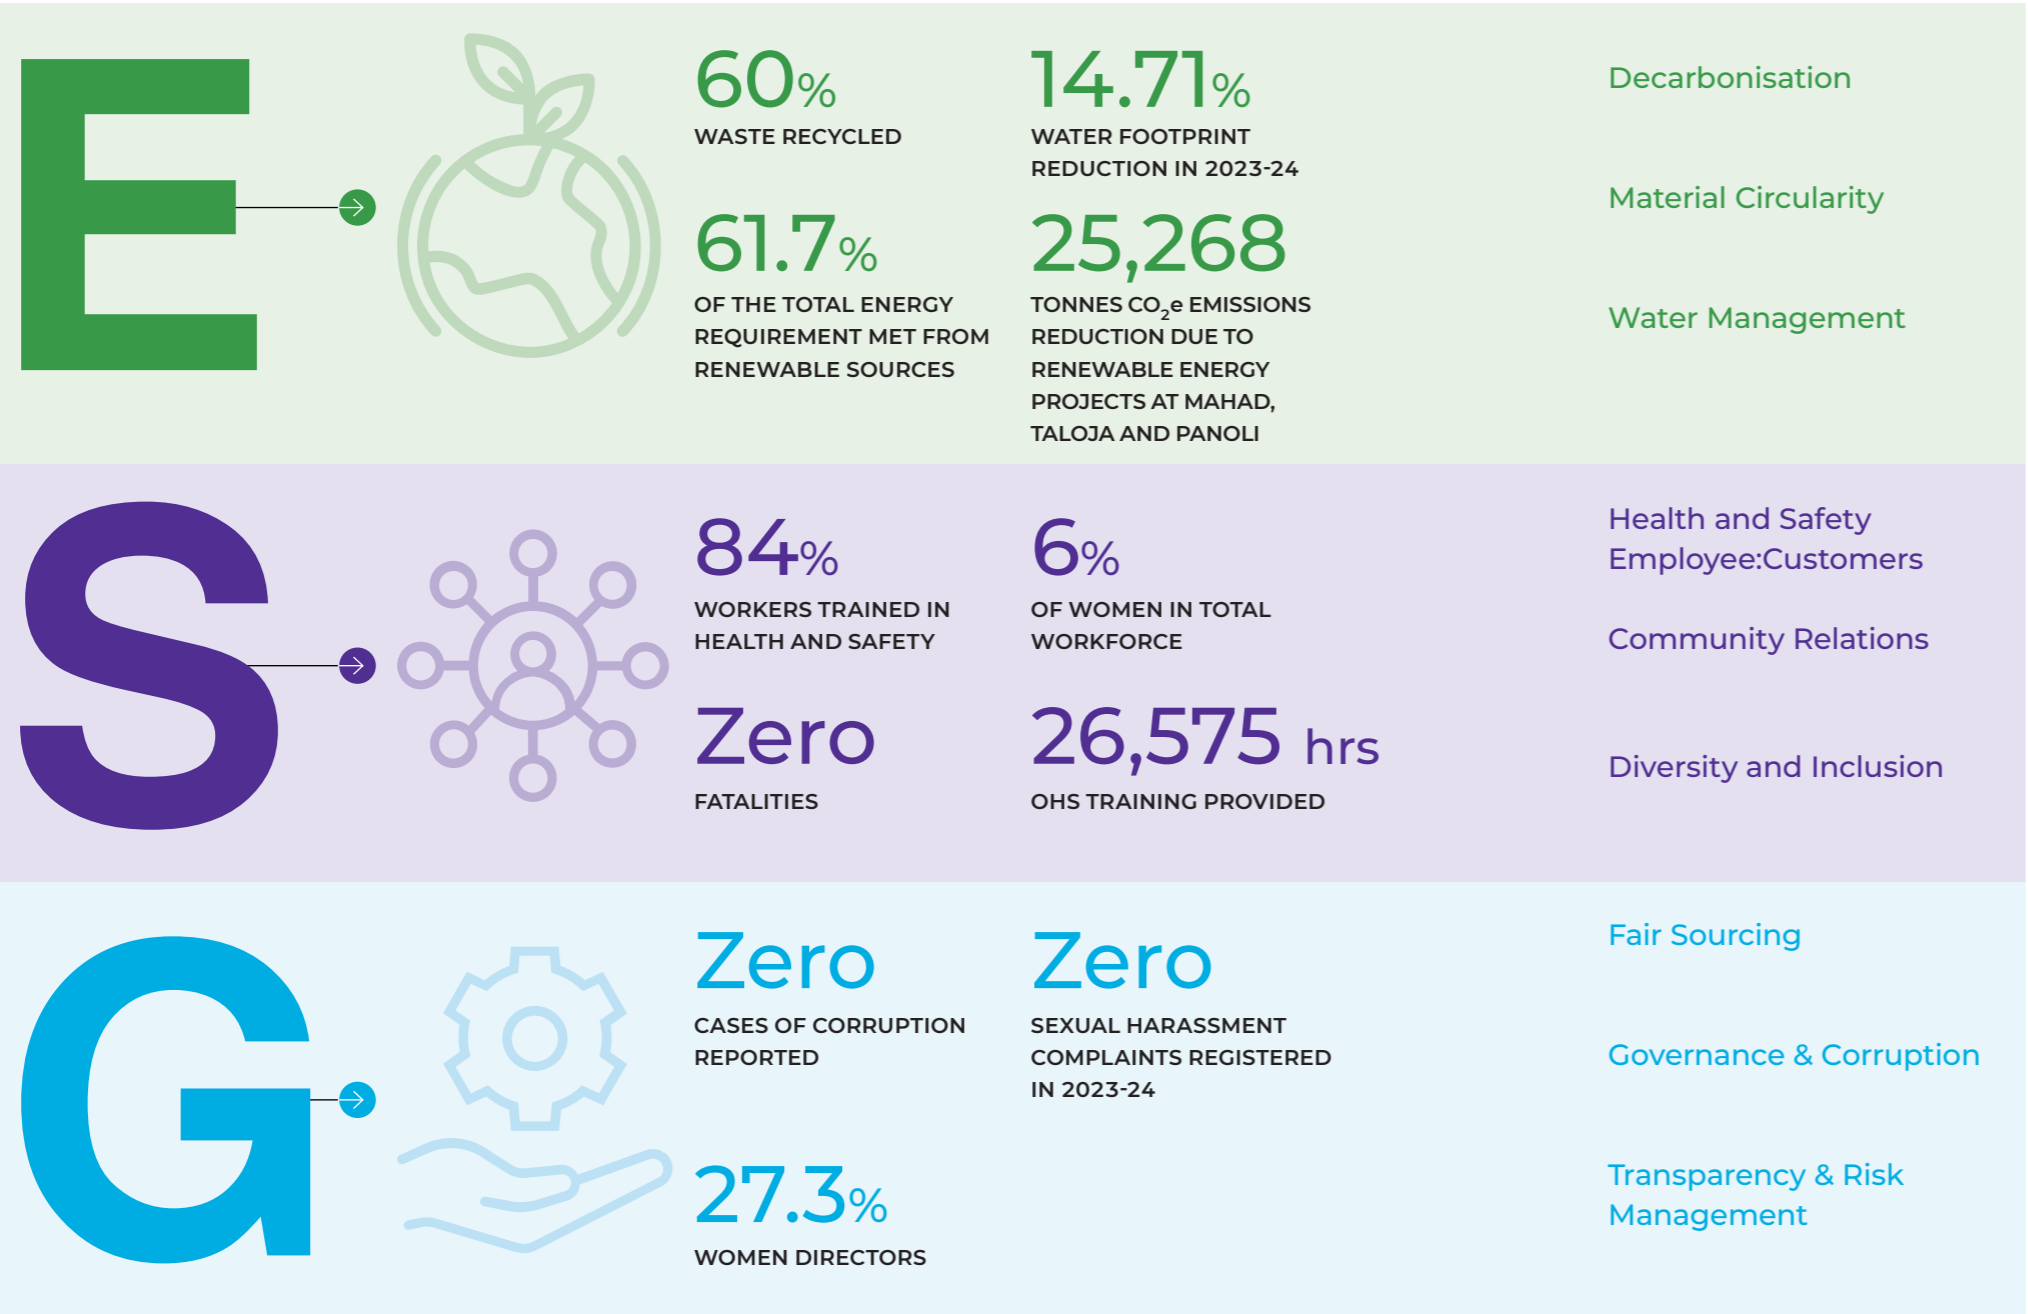 E
60%
WASTE RECYCLED
14.71%
WATER FOOTPRINT
REDUCTION IN 2023-24
61.7%
OF THE TOTAL ENERGY
REQUIREMENT MET FROM
RENEWABLE SOURCES
25,268
TONNES CO₂e EMISSIONS
REDUCTION DUE TO
RENEWABLE ENERGY
PROJECTS AT MAHAD,
TALOJA AND PANOLI
Decarbonisation
Material Circularity
Water Management
S
84%
WORKERS TRAINED IN
HEALTH AND SAFETY
6%
OF WOMEN IN TOTAL
WORKFORCE
Zero
FATALITIES
26,575 hrs
OHS TRAINING PROVIDED
Health and Safety
Employee:Customers
Community Relations
Diversity and Inclusion
G
Zero
CASES OF CORRUPTION
REPORTED
Zero
SEXUAL HARASSMENT
COMPLAINTS REGISTERED
IN 2023-24
27.3%
WOMEN DIRECTORS
Fair Sourcing
Governance & Corruption
Transparency & Risk
Management